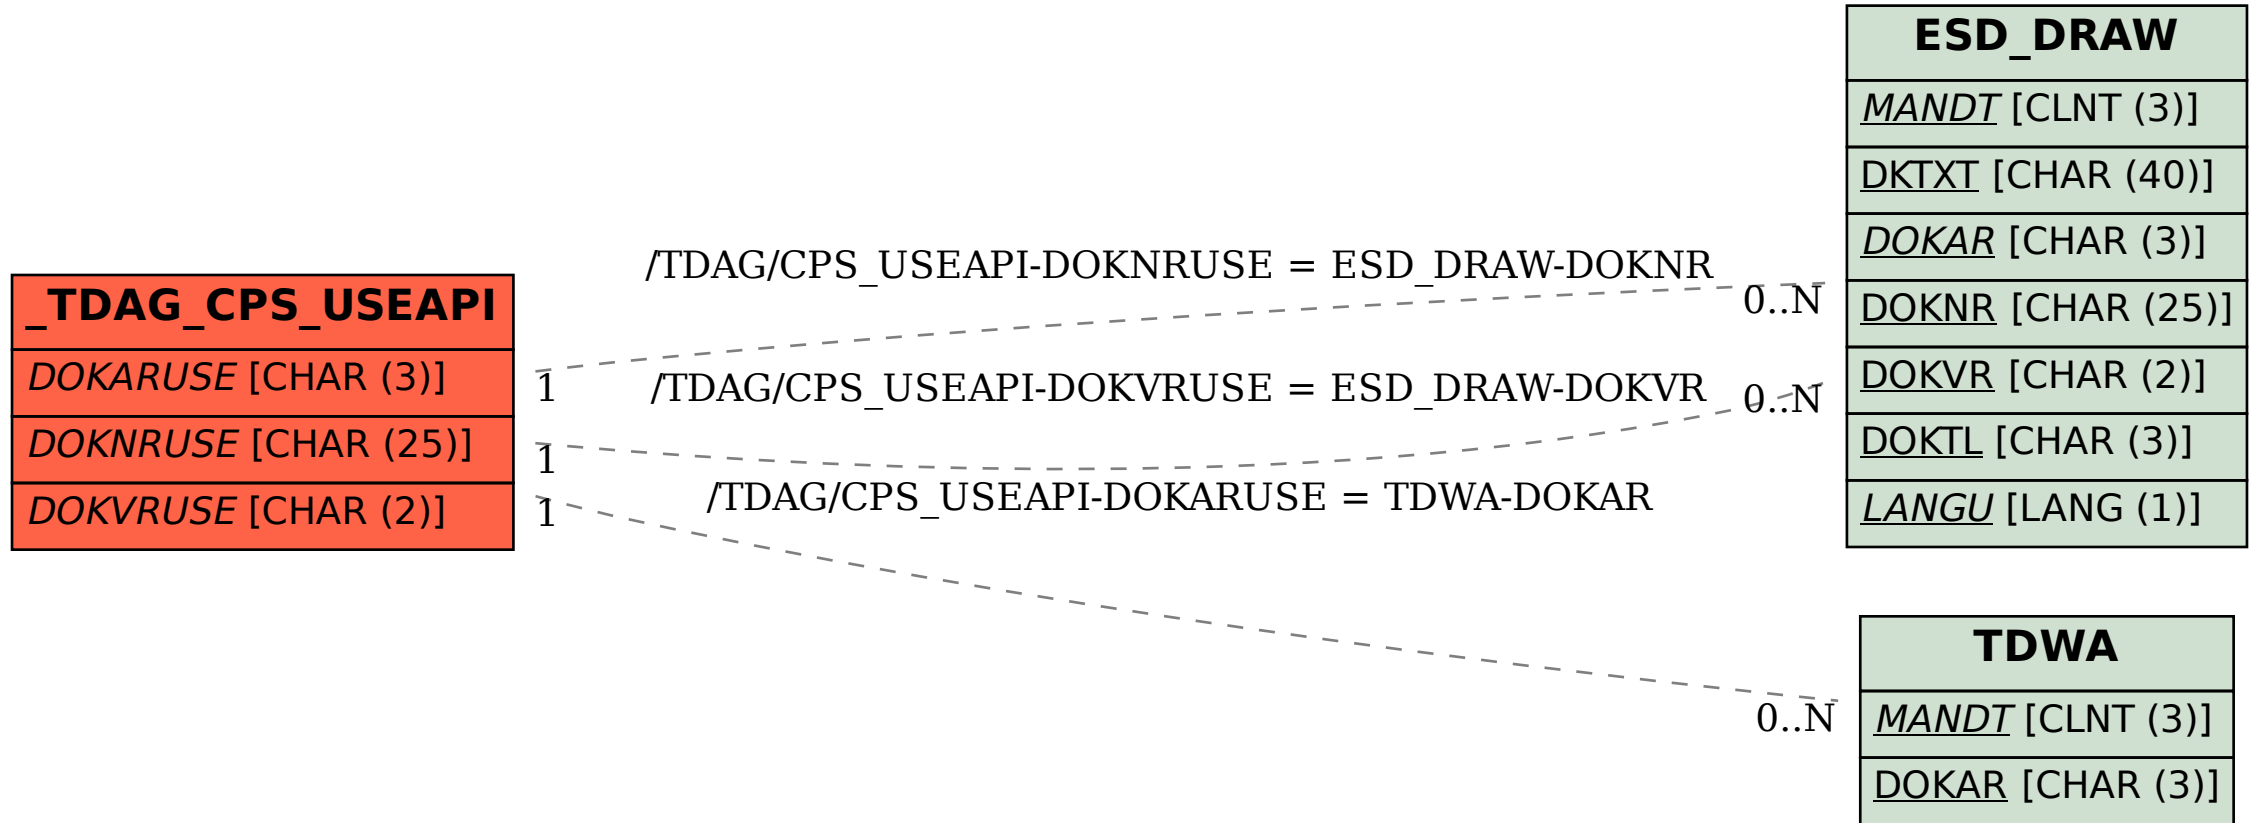 _TDAG_CPS_USEAPI
DOKARUSE [CHAR (3)]
DOKNRUSE [CHAR (25)]
DOKVRUSE [CHAR (2)]
/TDAG/CPS_USEAPI-DOKNRUSE = ESD_DRAW-DOKNR
0..N
1
/TDAG/CPS_USEAPI-DOKVRUSE = ESD_DRAW-DOKVR
0..N
1
/TDAG/CPS_USEAPI-DOKARUSE = TDWA-DOKAR
1
0..N
ESD_DRAW
MANDT [CLNT (3)]
DKTXT [CHAR (40)]
DOKAR [CHAR (3)]
DOKNR [CHAR (25)]
DOKVR [CHAR (2)]
DOKTL [CHAR (3)]
LANGU [LANG (1)]
TDWA
MANDT [CLNT (3)]
DOKAR [CHAR (3)]